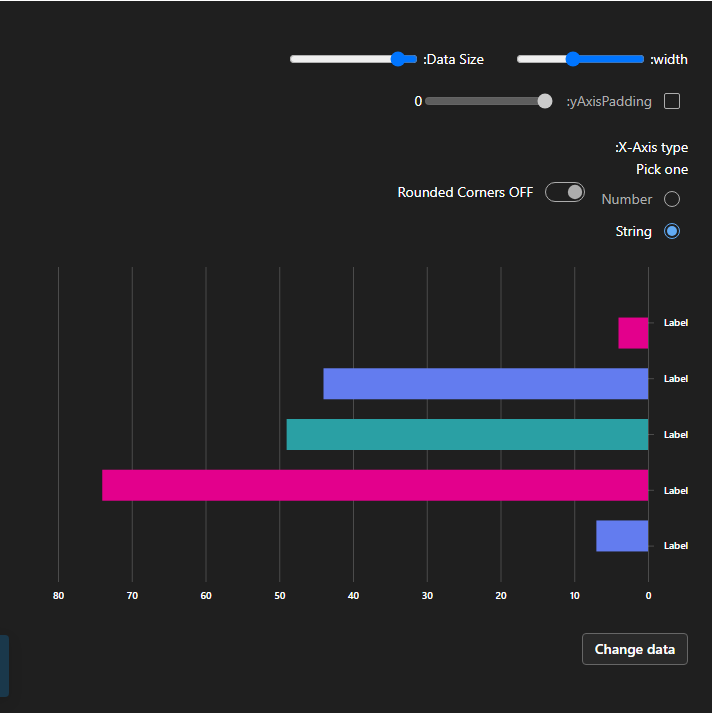 :width
:Data Size
:yAxisPadding
0
:X-Axis type
Pick one
Number
Rounded Corners OFF
String
Label
Label
Label
Label
Label
80 70 60 50 40 30 20 10 0
Change data